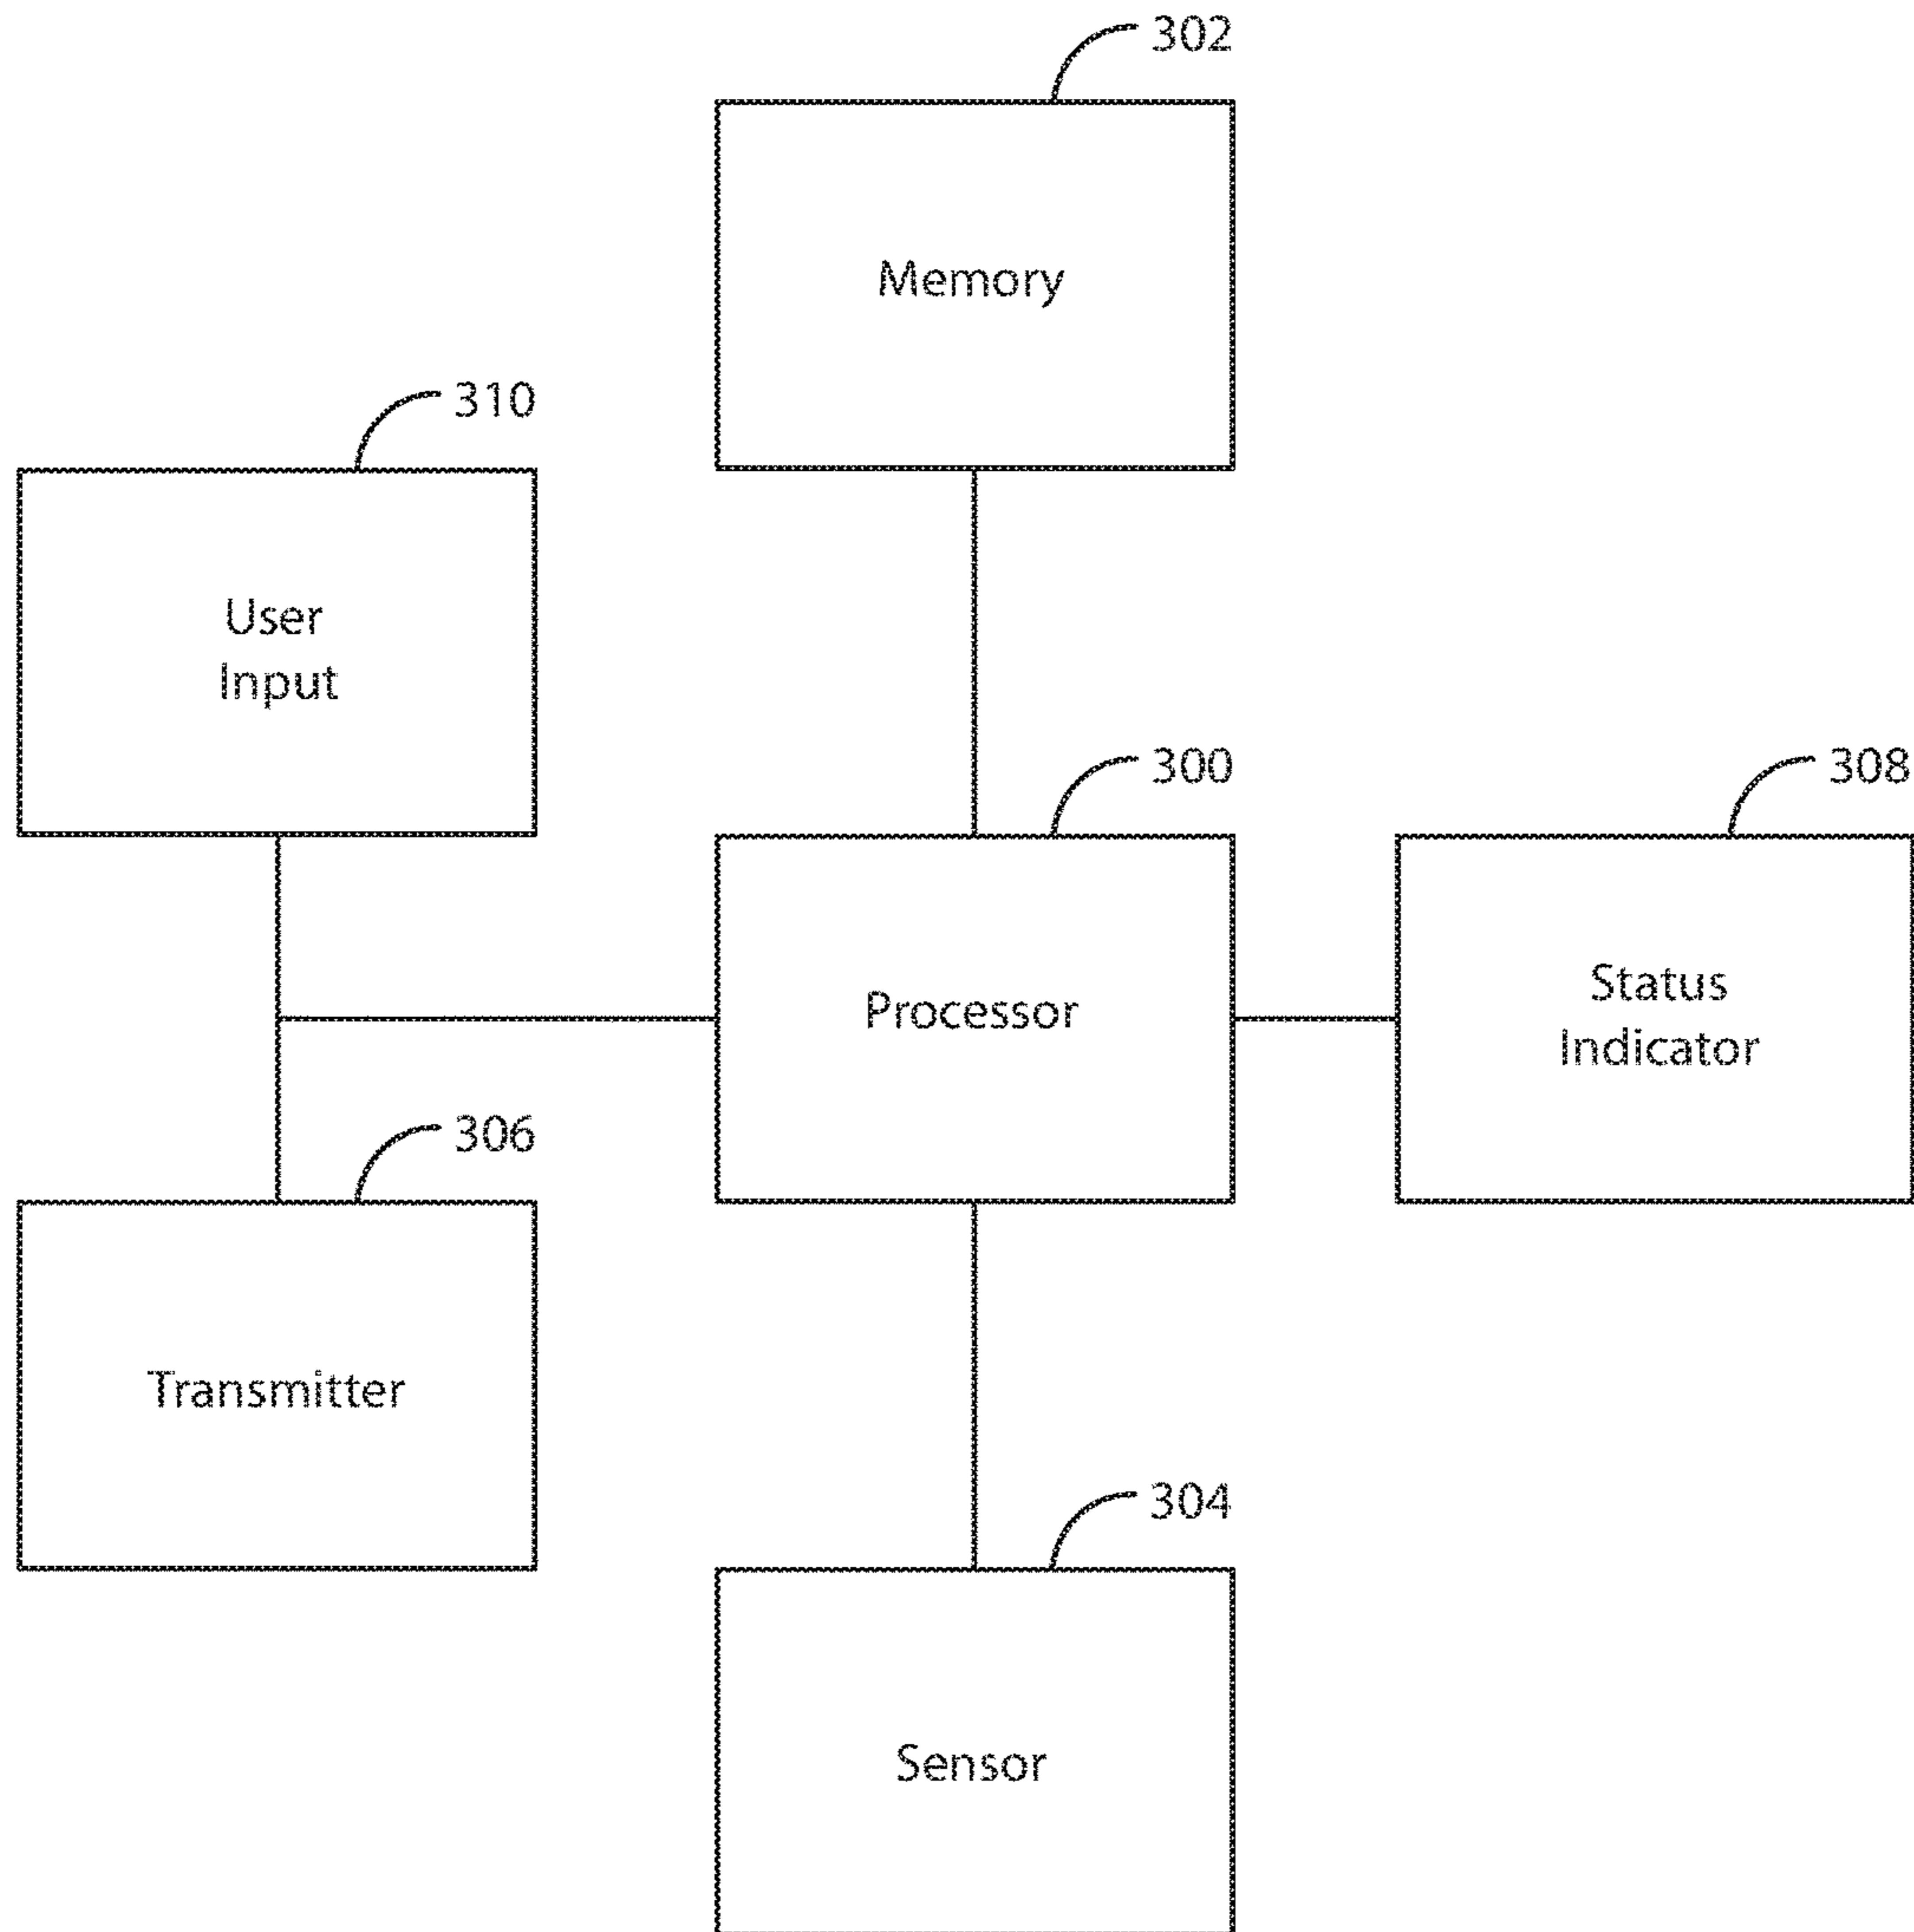 302
Memory
310
User
Input
300
308
Processor
Status
Indicator
306
Transmitter
304
Sensor